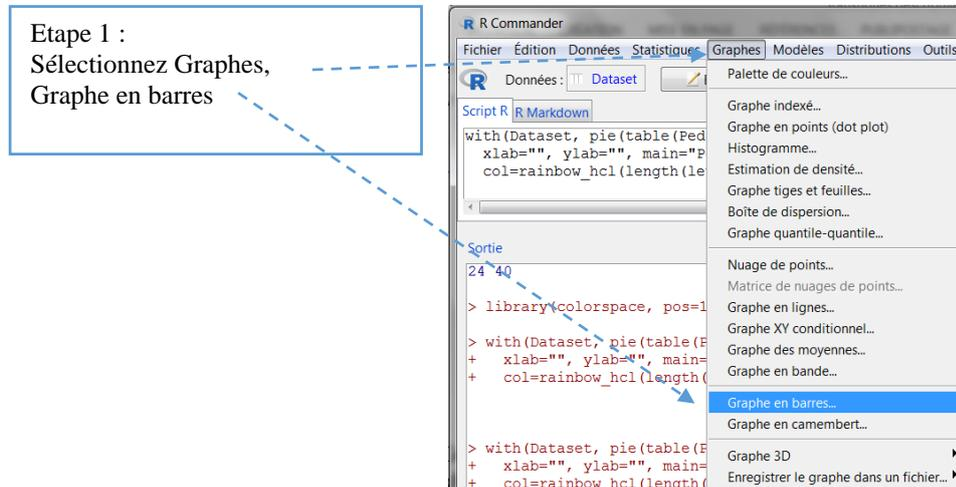 Etape 1 :
Sélectionnez Graphes,
Graphe en barres
R Commander
Fichier Édition Données Statistiques Graphes Modèles Distributions Outils
Données : Dataset
Script R R Markdown
with(Dataset, pie(table(Ped
xlab="", ylab="", main="P
col=rainbow_hcl(length(le
Sortie
24 40
> library(colorspace, pos=1
> with(Dataset, pie(table(P
+ xlab="", ylab="", main=
+ col=rainbow_hcl(length(
> with(Dataset, pie(table(P
+ xlab="", ylab="", main=
+ col=rainbow_hcl(length(
Palette de couleurs...
Graphe indexé...
Graphe en points (dot plot)
Histogramme...
Estimation de densité...
Graphe tiges et feuilles...
Boîte de dispersion...
Graphe quantile-quantile...
Nuage de points...
Matrice de nuages de points...
Graphe en lignes...
Graphe XY conditionnel...
Graphe des moyennes...
Graphe en bande...
Graphe en barres...
Graphe en camembert...
Graphe 3D
Enregistrer le graphe dans un fichier...